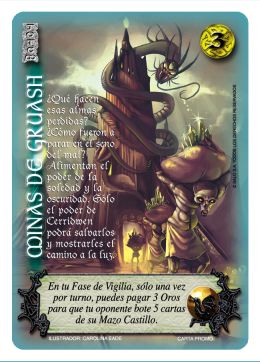 3
MINAS DE GRUASH
¿Qué hacen
esas almas
perdidas?
¿Cómo fueron a
parar en el seno
del mal?
Alimentan el
poder de la
soledad y la
oscuridad. Sólo
el poder de
Cerridwen
podrá salvarlos
y mostrarles el
camino a la luz.
En tu Fase de Vigilia, sólo una vez
por turno, puedes pagar 3 Oros
para que tu oponente bote 5 cartas
de su Mazo Castillo.
ILUSTRADOR: CAROLINA EADE
CARTA PROMO